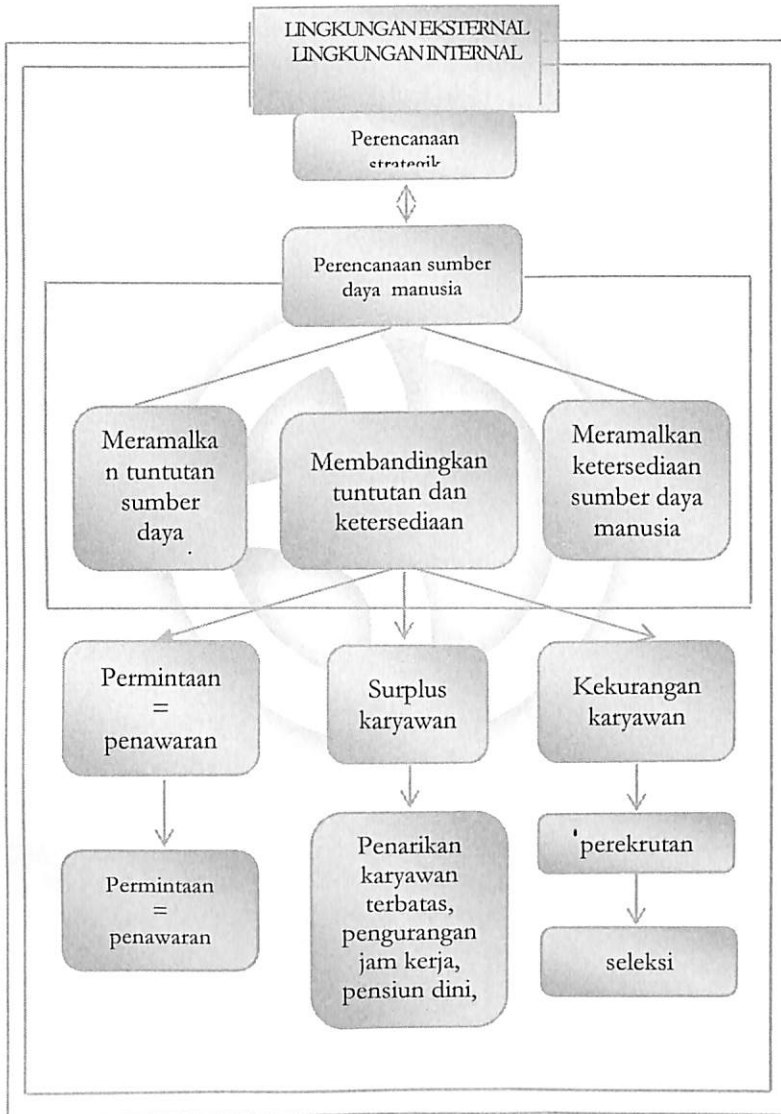 LINGKUNGAN EKSTERNAL
LINGKUNGAN INTERNAL
Perencanaan
strategik
Perencanaan sumber
daya manusia
Meramalka
n tuntutan
sumber
daya
Membandingkan
tuntutan dan
ketersediaan
Meramalkan
ketersediaan
sumber daya
manusia
Permintaan
=
penawaran
Surplus
karyawan
Kekurangan
karyawan
Permintaan
=
penawaran
Penarikan
karyawan
terbatas,
pengurangan
jam kerja,
pensiun dini,
perekrutan
seleksi